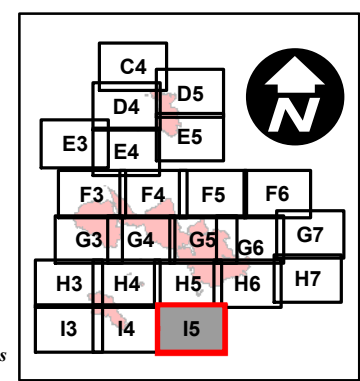 C4
D4 D5
E3 E4 E5
F3 F4 F5 F6
G3 G4 G5 G6 G7
H3 H4 H5 H6 H7
I3 I4 I5
N
s